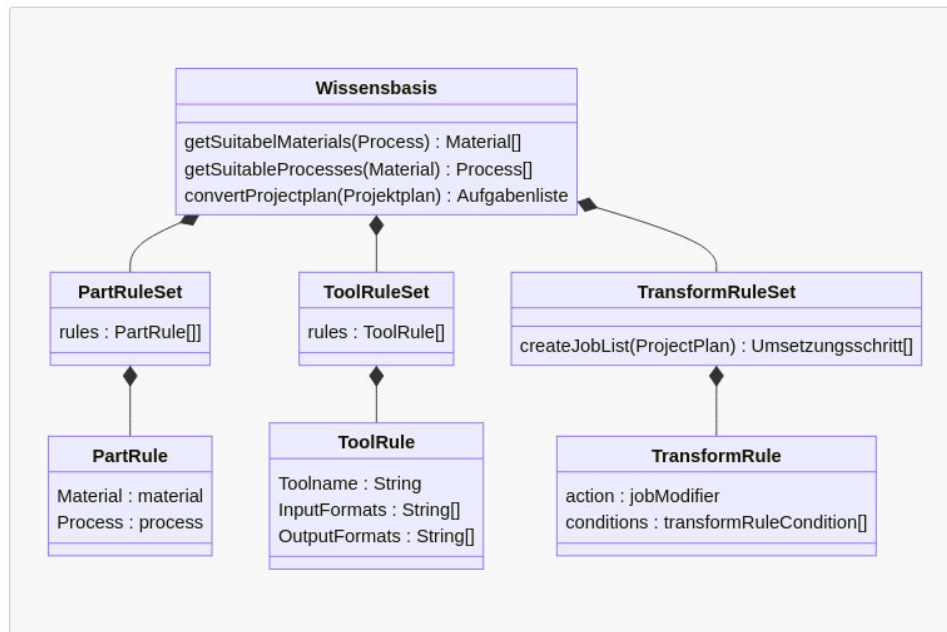 Wissensbasis
getSuitabelMaterials(Process) : Material[]
getSuitableProcesses(Material) : Process[]
convertProjectplan(Projektplan) : Aufgabenliste
PartRuleSet
rules : PartRule[]]
ToolRuleSet
rules : ToolRule[]
TransformRuleSet
createJobList(ProjectPlan) : Umsetzungsschritt[]
PartRule
Material : material
Process : process
ToolRule
Toolname : String
InputFormats : String[]
OutputFormats : String[]
TransformRule
action : jobModifier
conditions : transformRuleCondition[]